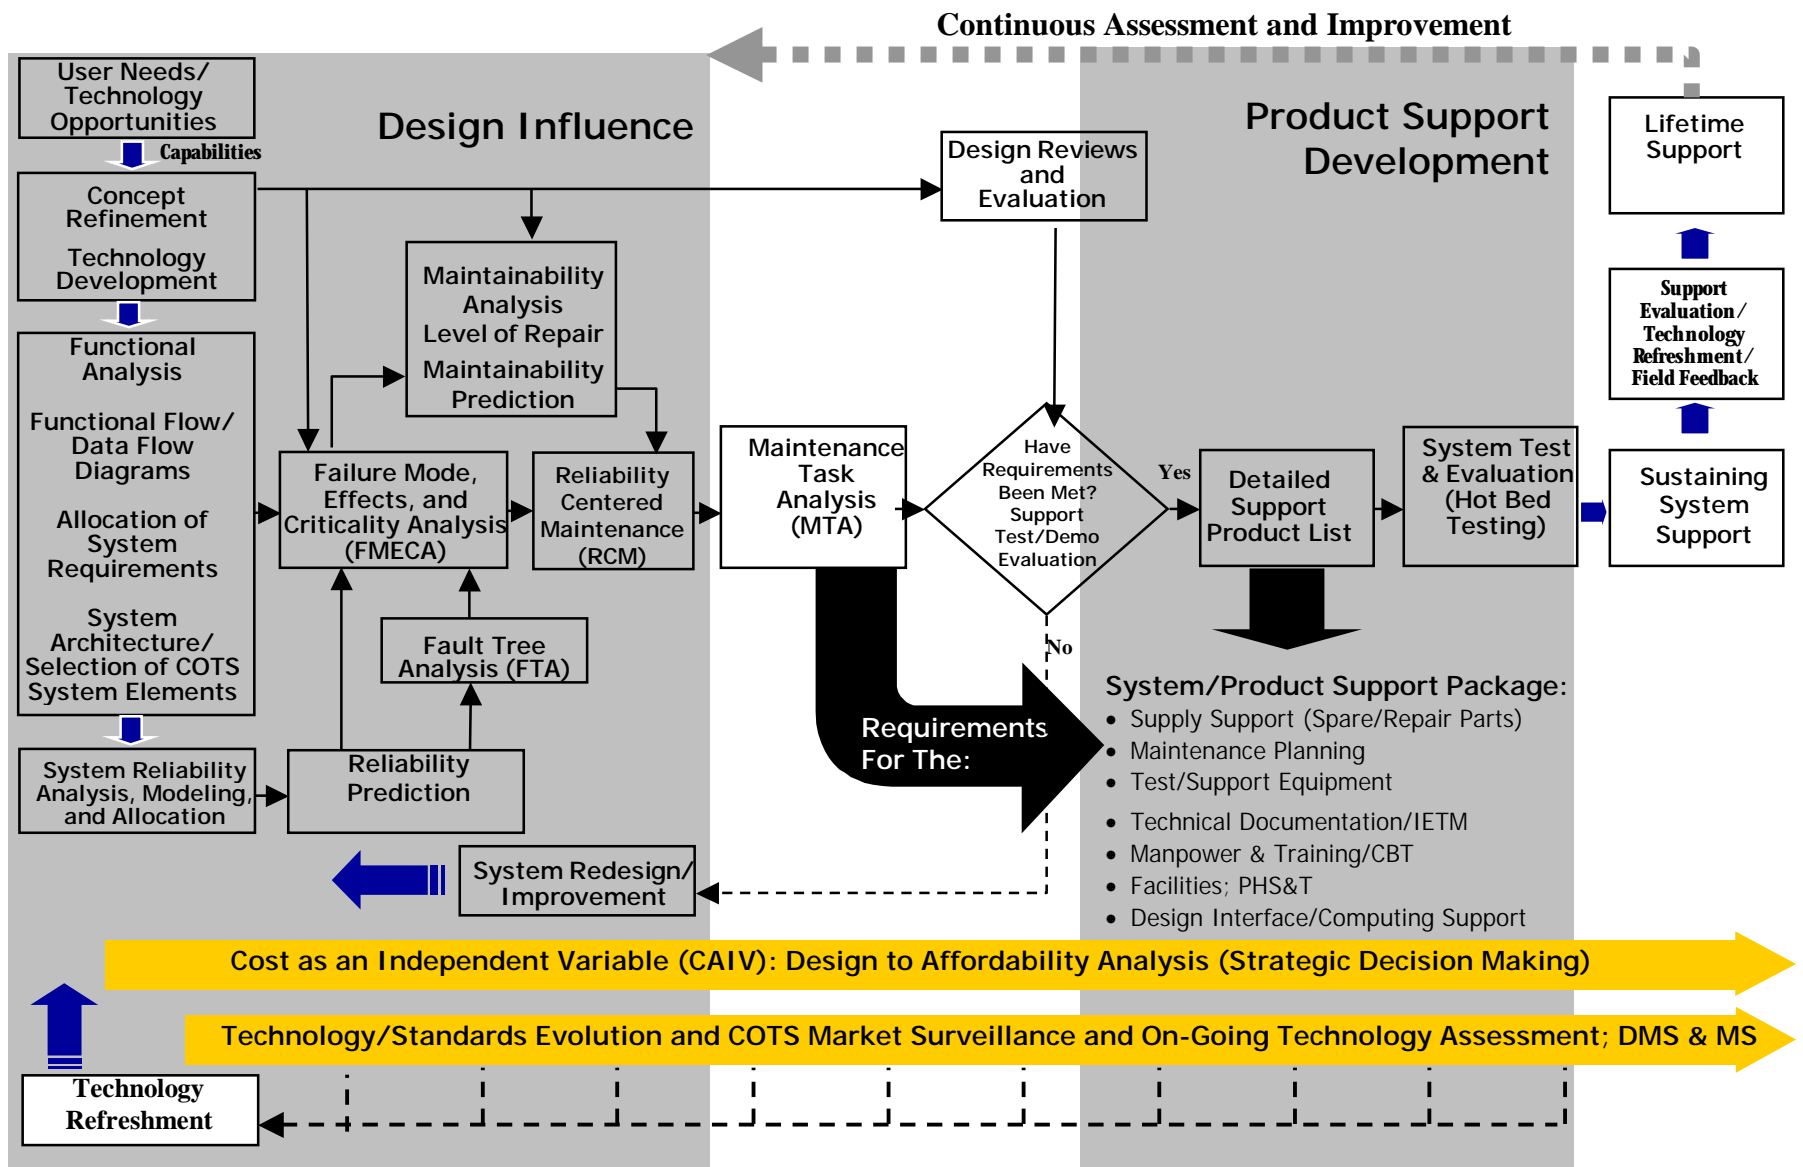 Continuous Assessment and Improvement
User Needs/
Technology
Opportunities
Capabilities
Design Influence
Product Support
Development
Concept
Refinement
Technology
Development
Design Reviews
and
Evaluation
Lifetime
Support
Maintainability
Analysis
Level of Repair
Maintainability
Prediction
Support
Evaluation/
Technology
Refreshment/
Field Feedback
Functional
Analysis
Functional Flow/
Data Flow
Diagrams
Allocation of
System
Requirements
System
Architecture/
Selection of COTS
System Elements
Failure Mode,
Effects, and
Criticality Analysis
(FMECA)
Reliability
Centered
Maintenance
(RCM)
Maintenance
Task
Analysis
(MTA)
Have
Requirements
Been Met?
Support
Test/Demo
Evaluation
Yes
No
Detailed
Support
Product List
System Test
& Evaluation
(Hot Bed
Testing)
Sustaining
System
Support
Fault Tree
Analysis (FTA)
System Reliability
Analysis, Modeling,
and Allocation
Reliability
Prediction
Requirements
For The:
System/Product Support Package:
• Supply Support (Spare/Repair Parts)
• Maintenance Planning
• Test/Support Equipment
• Technical Documentation/IETM
• Manpower & Training/CBT
• Facilities; PHS&T
• Design Interface/Computing Support
System Redesign/
Improvement
Cost as an Independent Variable (CAIV): Design to Affordability Analysis (Strategic Decision Making)
Technology/Standards Evolution and COTS Market Surveillance and On-Going Technology Assessment; DMS & MS
Technology
Refreshment